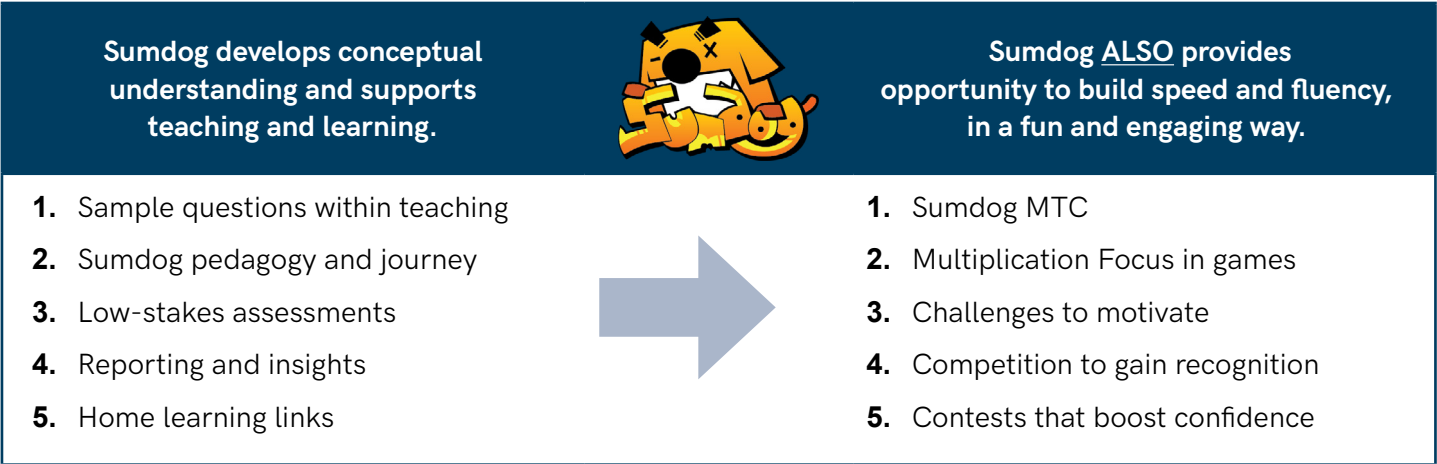 Sumdog develops conceptual
understanding and supports
teaching and learning.
Sumdog
Sumdog ALSO provides
opportunity to build speed and fluency,
in a fun and engaging way.
1. Sample questions within teaching
2. Sumdog pedagogy and journey
3. Low-stakes assessments
4. Reporting and insights
5. Home learning links
1. Sumdog MTC
2. Multiplication Focus in games
3. Challenges to motivate
4. Competition to gain recognition
5. Contests that boost confidence